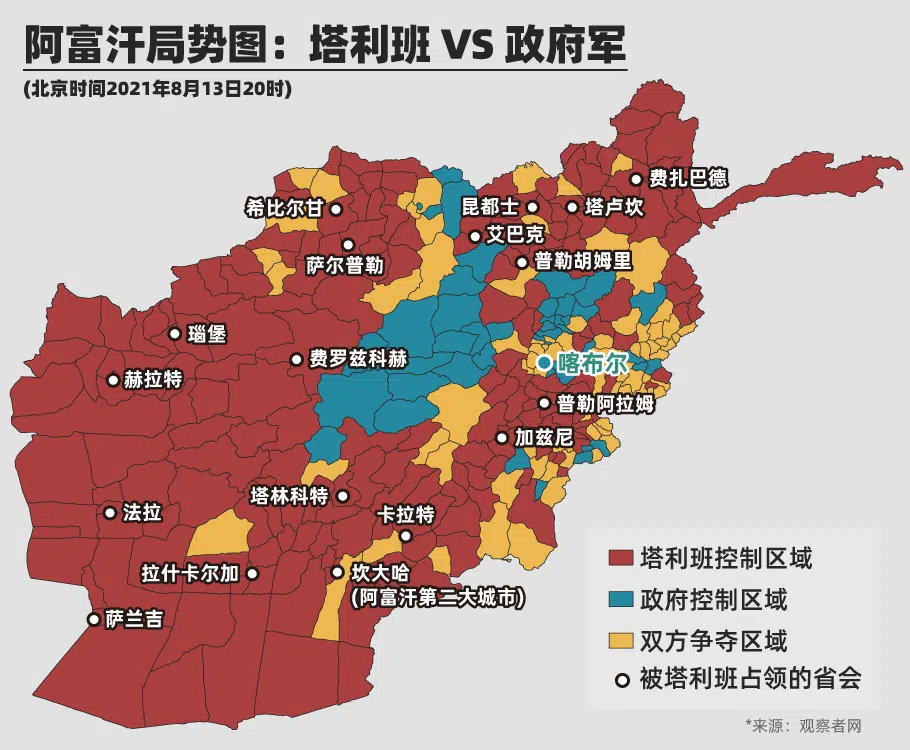 阿富汗局势图：塔利班 VS 政府军
(北京时间2021年8月13日20时)
费扎巴德
希比尔甘
昆都士
塔卢坎
艾巴克
萨尔普勒
普勒胡姆里
瑙堡
费罗兹科赫
喀布尔
赫拉特
普勒阿拉姆
加兹尼
塔林科特
法拉
卡拉特
拉什卡尔加
坎大哈
(阿富汗第二大城市)
萨兰吉
塔利班控制区域
政府控制区域
双方争夺区域
被塔利班占领的省会
*来源：观察者网